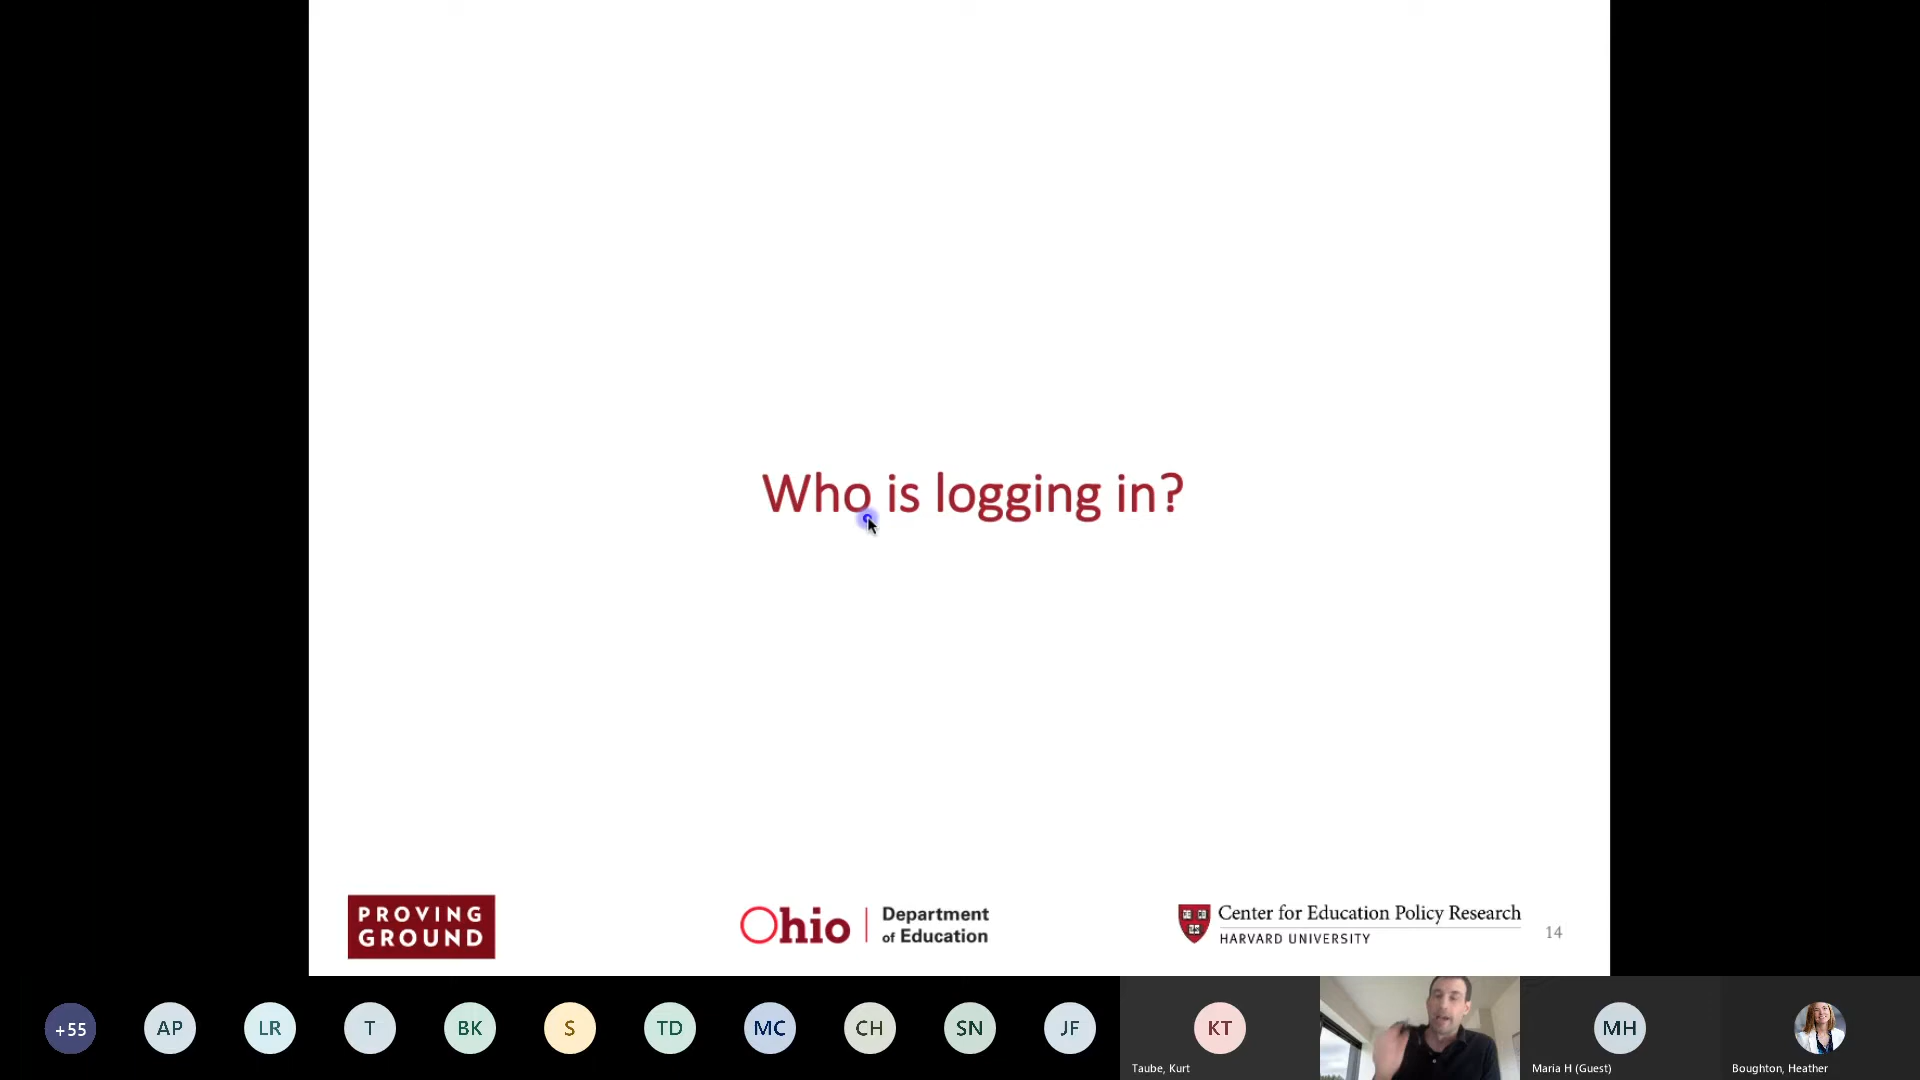 Who is logging in?
PROVING
GROUND
Ohio
Department
of Education
Center for Education Policy Research
HARVARD UNIVERSITY
14
+55
AP
LR
T
BK
S
TD
MC
CH
SN
JF
KT
MH
Taube, Kurt
Maria H (Guest)
Boughton, Heather